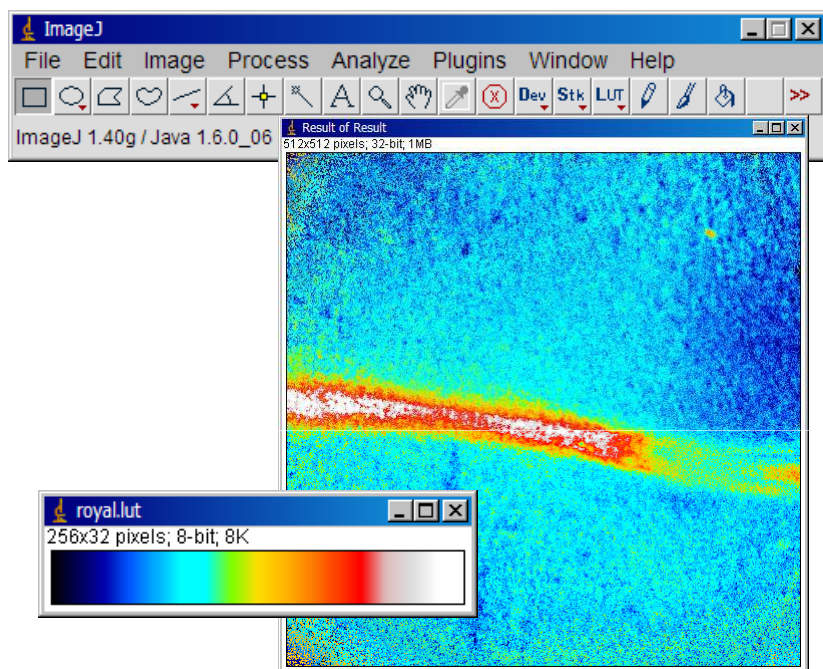 ImageJ
File Edit Image Process Analyze Plugins Window Help
A Dev Stk LUT >>
ImageJ 1.40g / Java 1.6.0_06
Result of Result
512x512 pixels; 32-bit; 1MB
royal.lut
256x32 pixels; 8-bit; 8K